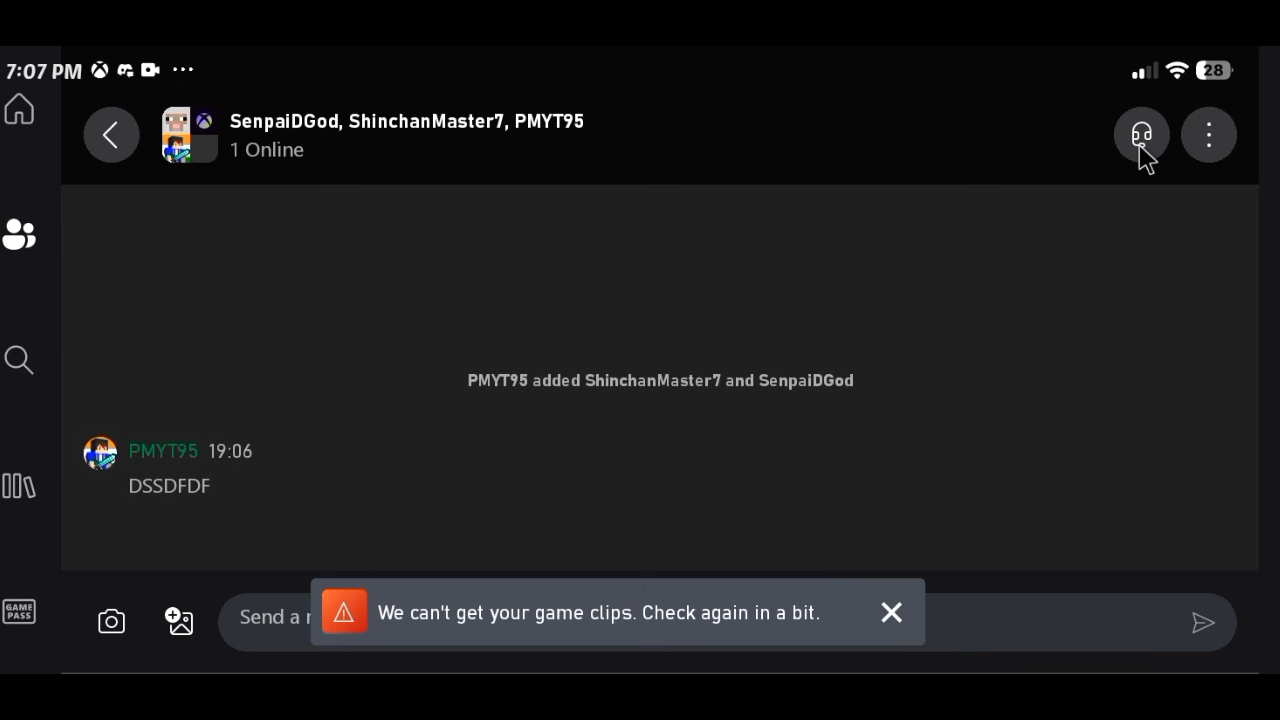 7:07 PM
28
SenpaiDGod, ShinchanMaster7, PMYT95
1 Online
PMYT95 added ShinchanMaster7 and SenpaiDGod
PMYT95 19:06
DSSDFDF
Send a
We can't get your game clips. Check again in a bit.
GAME
PASS